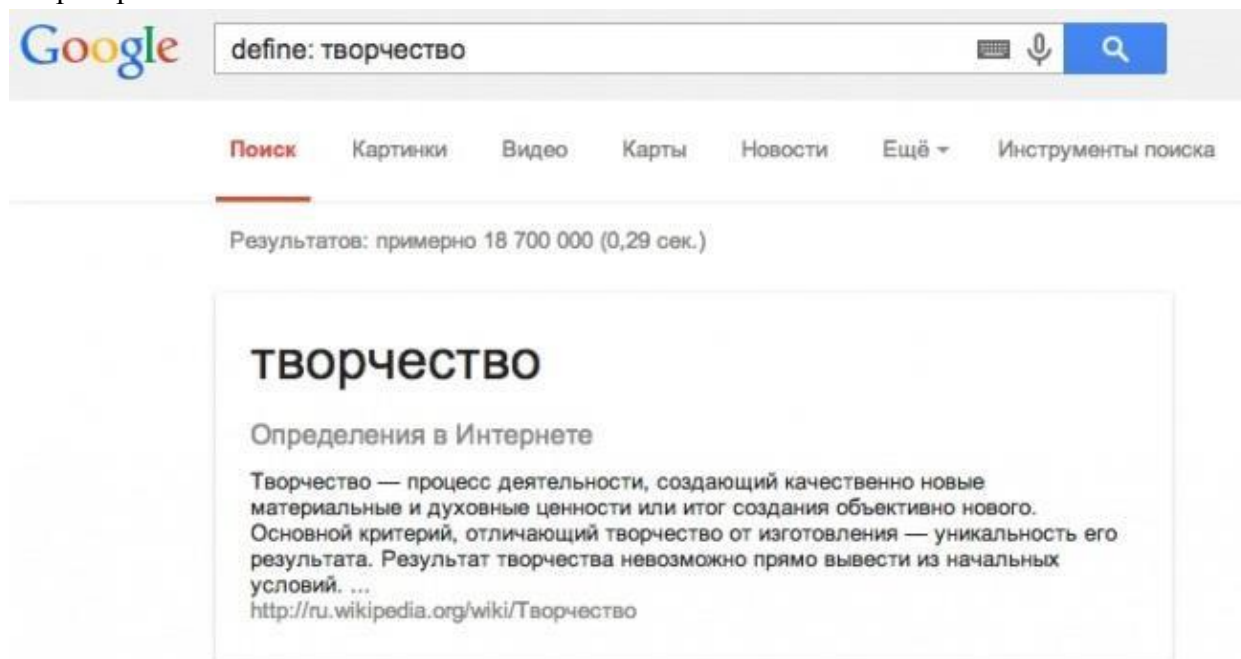 Google
define: творчество
Поиск Картинки Видео Карты Новости Ещё Инструменты поиска
Результатов: примерно 18 700 000 (0,29 сек.)
творчество
Определения в Интернете
Творчество — процесс деятельности, создающий качественно новые
материальные и духовные ценности или итог создания объективно нового.
Основной критерий, отличающий творчество от изготовления — уникальность его
результата. Результат творчества невозможно прямо вывести из начальных
условий. ...
http://ru.wikipedia.org/wiki/Творчество